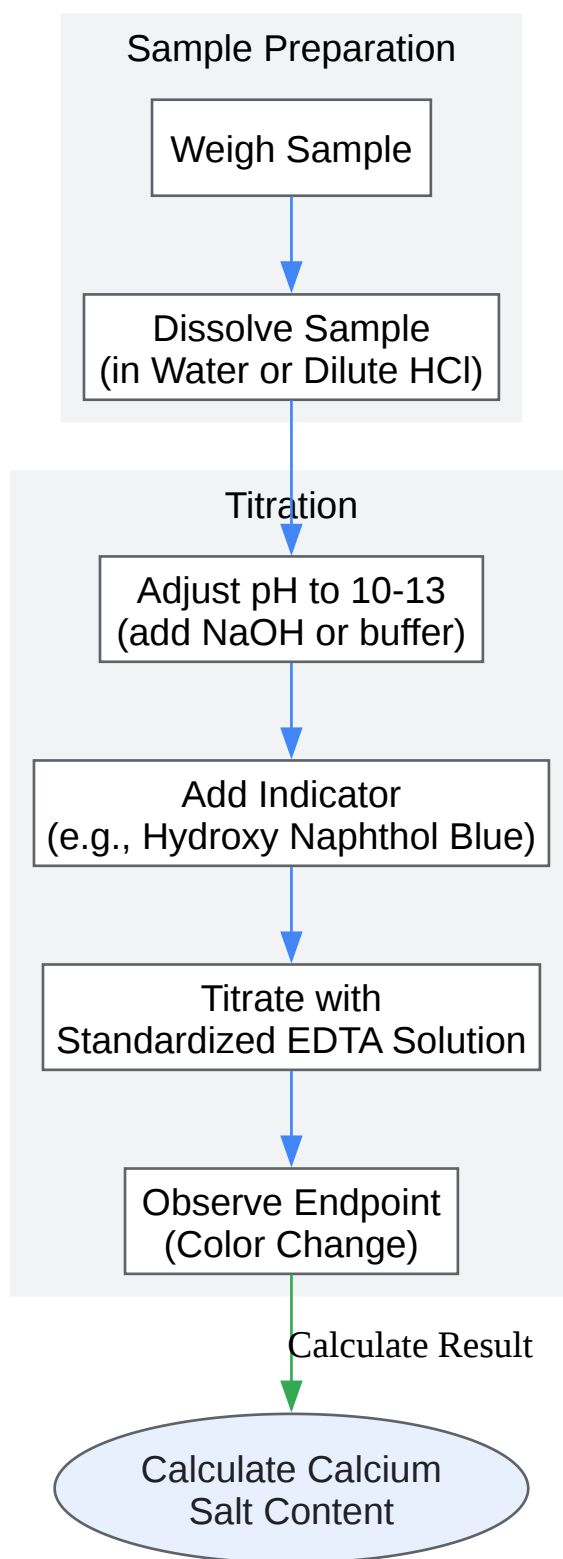 Sample Preparation
Weigh Sample
Dissolve Sample
(in Water or Dilute HCl)
Titration
Adjust pH to 10-13
(add NaOH or buffer)
Add Indicator
(e.g., Hydroxy Naphthol Blue)
Titrate with
Standardized EDTA Solution
Observe Endpoint
(Color Change)
Calculate Result
Calculate Calcium
Salt Content